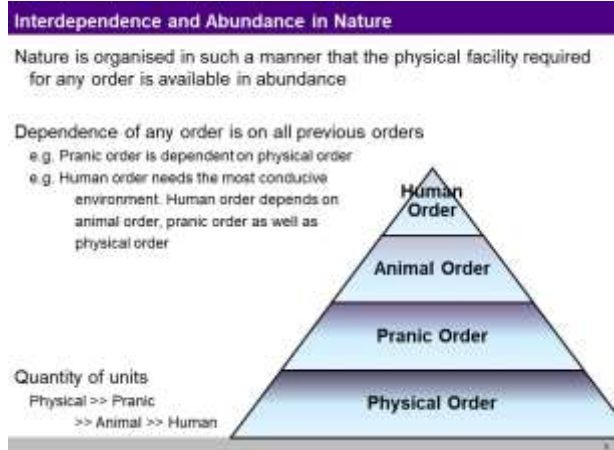 Interdependence and Abundance in Nature
Nature is organised in such a manner that the physical facility required
for any order is available in abundance
Dependence of any order is on all previous orders
e.g. Pranic order is dependent on physical order
e.g. Human order needs the most conducive
environment. Human order depends on
animal order, pranic order as well as
physical order
Human
Order
Animal Order
Pranic Order
Physical Order
Quantity of units
Physical >> Pranic
>> Animal >> Human